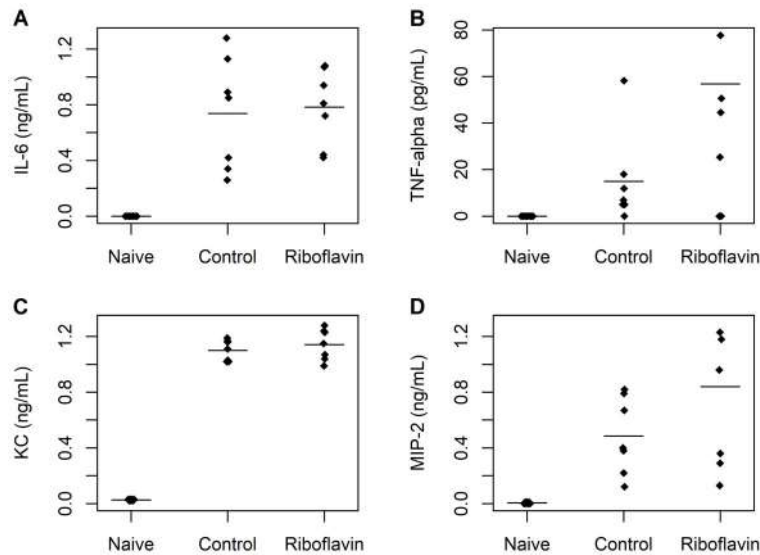 A
IL-6 (ng/mL)
1.2
0.8
0.4
0.0
Naive Control Riboflavin
B
TNF-alpha (pg/mL)
80
60
40
20
0
Naive Control Riboflavin
C
KC (ng/mL)
1.2
0.8
0.4
0.0
Naive Control Riboflavin
D
MIP-2 (ng/mL)
1.2
0.8
0.4
0.0
Naive Control Riboflavin